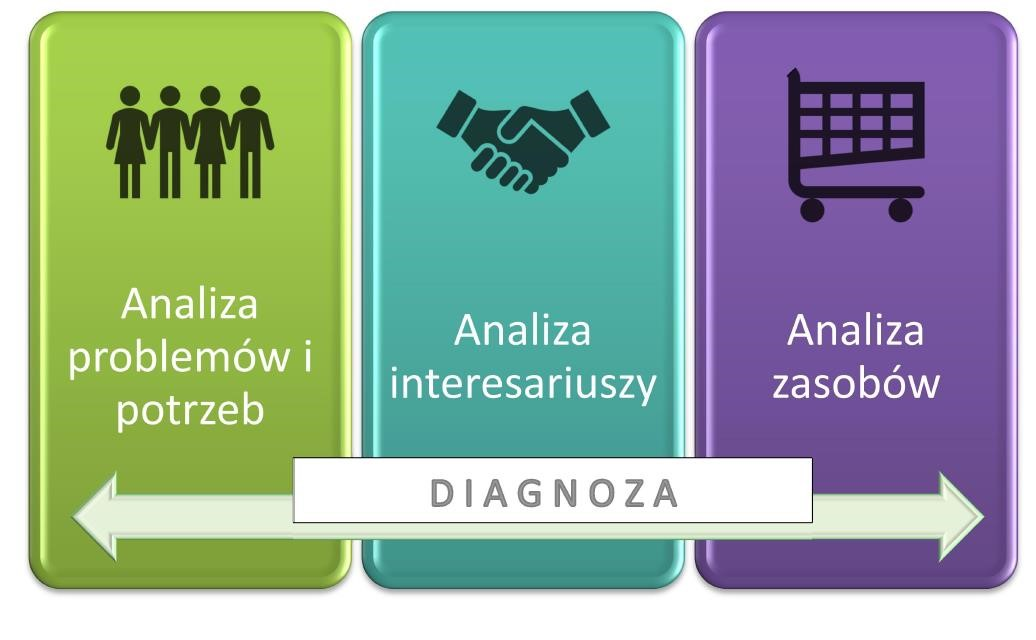 Analiza
problemów i
potrzeb
Analiza
interesariuszy
Analiza
zasobów
DIAGNOZA